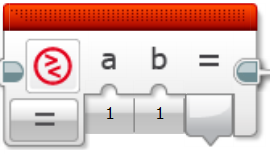 a b =
= 1 1